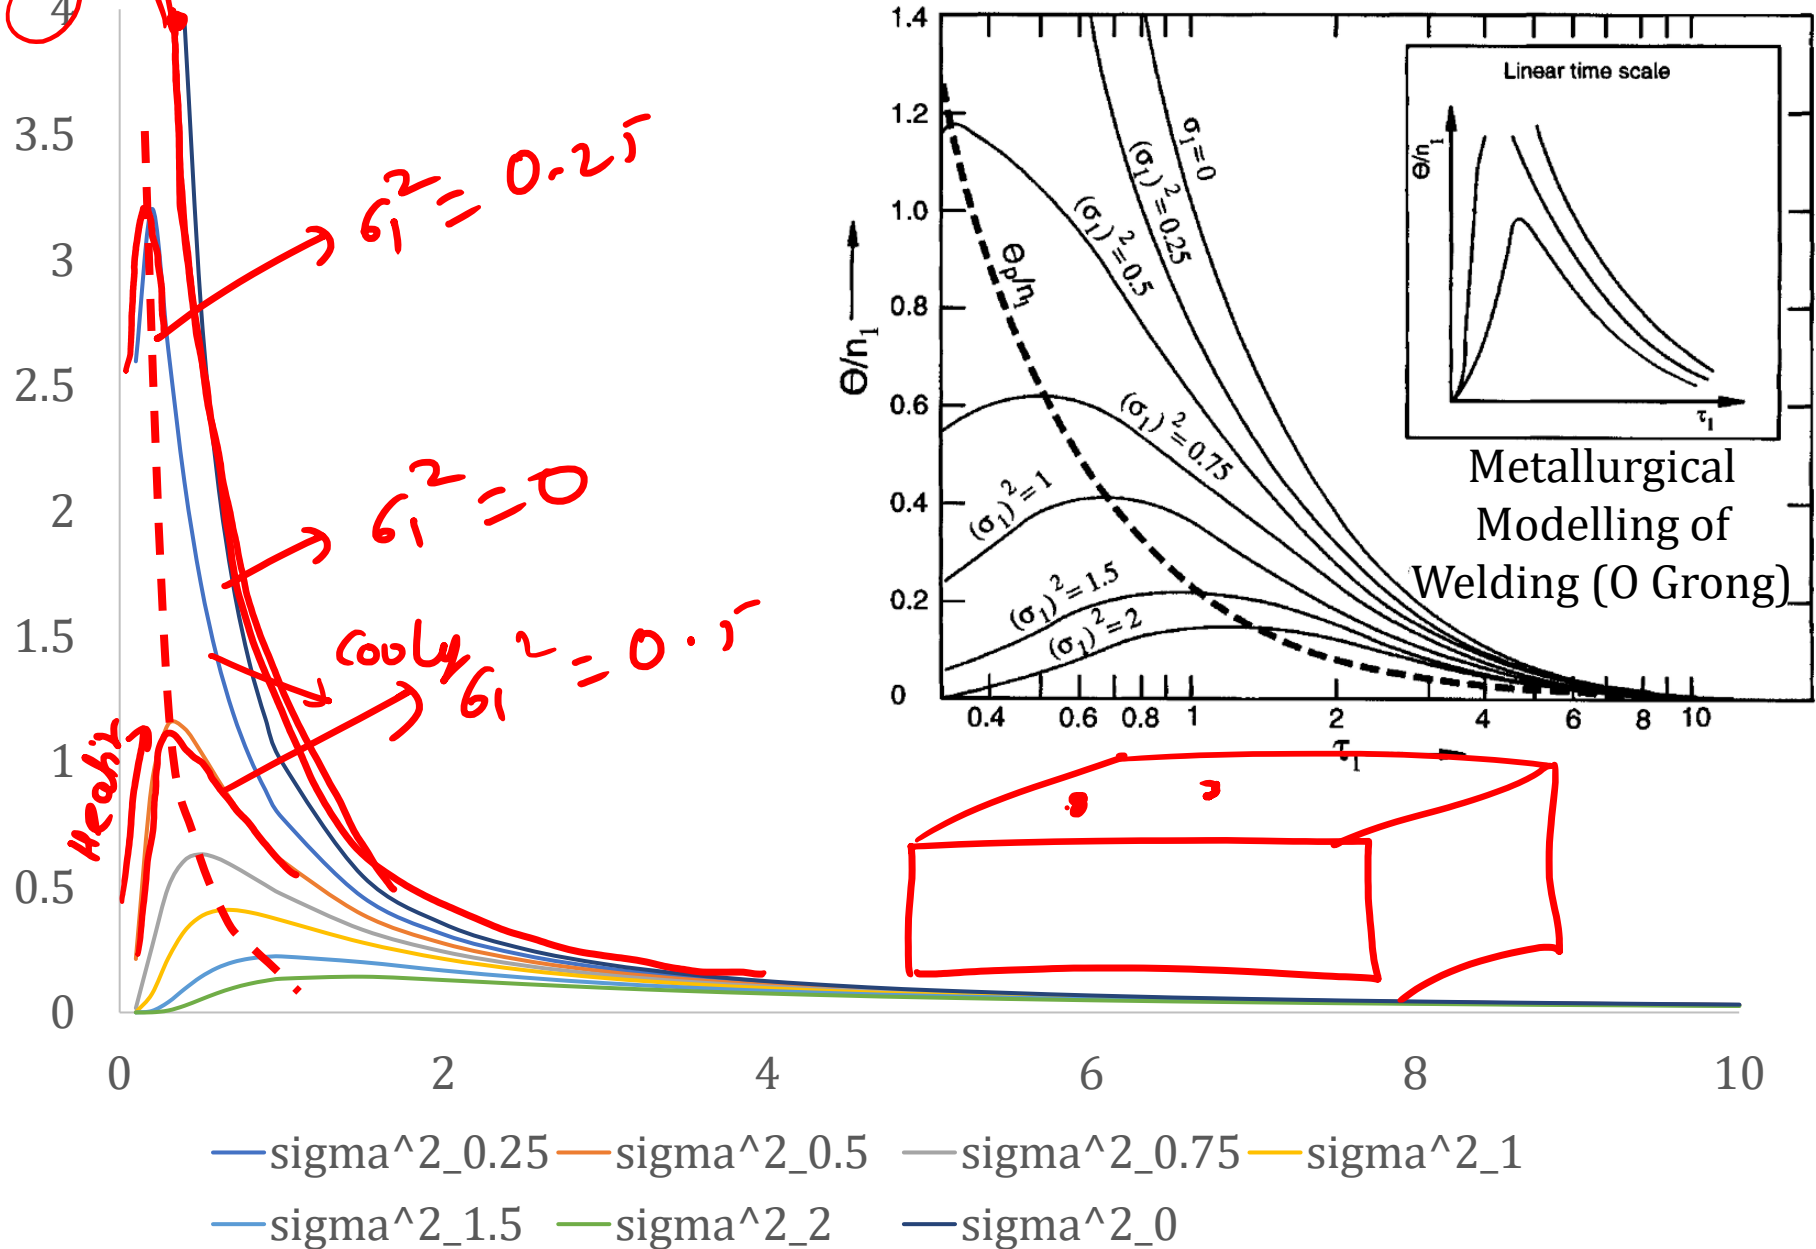 4
3.5
3
2.5
2
1.5
1
0.5
0
0 2 4 6 8 10
σ₁² = 0.25
σ₁² = 0
σ₁² = 0.5
sigma^2_0.25 sigma^2_0.5 sigma^2_0.75 sigma^2_1
sigma^2_1.5 sigma^2_2 sigma^2_0
1.4
1.2
1.0
0.8
0.6
0.4
0.2
0
Θ/n₁
0.4 0.6 0.8 1 2 4 6 8 10
τ₁
σ₁=0
(σ₁)²=0.25
(σ₁)²=0.5
Θp/n₁
(σ₁)²=0.75
(σ₁)²=1
(σ₁)²=1.5
(σ₁)²=2
Linear time scale
Θ/n₁
τ₁
Metallurgical
Modelling of
Welding (O Grong)